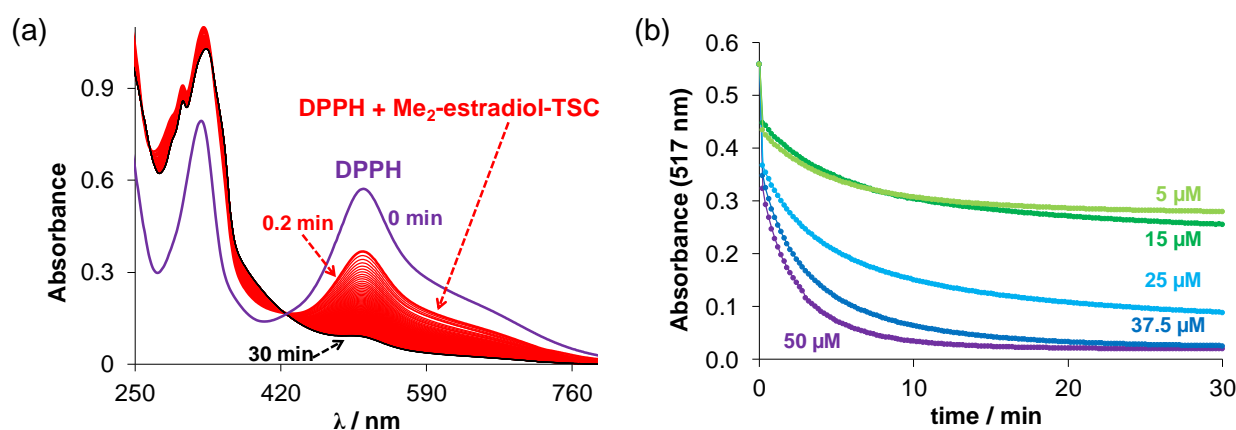 (a)
Absorbance
0.9
0.6
0.3
0
250
420
590
760
λ / nm
DPPH + Me₂-estradiol-TSC
DPPH
0.2 min
0 min
30 min
(b)
Absorbance (517 nm)
0.6
0.5
0.4
0.3
0.2
0.1
0.0
0
10
20
30
time / min
5 µM
15 µM
25 µM
37.5 µM
50 µM